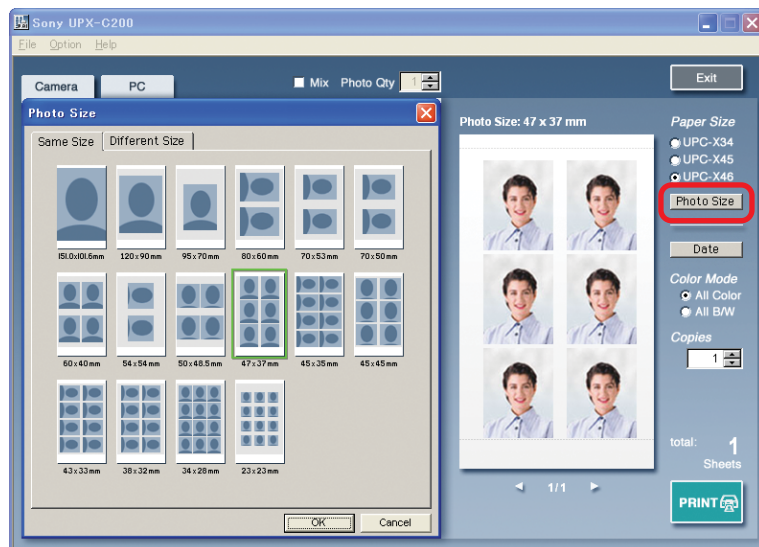 Sony UPX-C200
File Option Help
Camera PC Mix Photo Qty 1 Exit
Photo Size
Same Size Different Size
151.0x101.6mm 120x90mm 95x70mm 80x60mm 70x53mm 70x50mm
60x40mm 54x54mm 50x48.5mm 47x37mm 45x35mm 45x45mm
43x33mm 38x32mm 34x28mm 23x23mm
OK Cancel
Photo Size: 47 x 37 mm
1/1
Paper Size
UPC-X34
UPC-X45
UPC-X46
Photo Size
Date
Color Mode
All Color
All B/W
Copies
1
total: 1
Sheets
PRINT